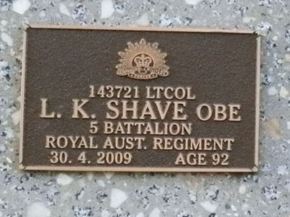 143721 LTCOL
L. K. SHAVE OBE
5 BATTALION
ROYAL AUST. REGIMENT
30. 4. 2009 AGE 92